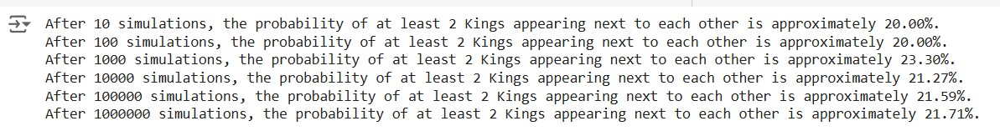 After 10 simulations, the probability of at least 2 Kings appearing next to each other is approximately 20.00%.
After 100 simulations, the probability of at least 2 Kings appearing next to each other is approximately 20.00%.
After 1000 simulations, the probability of at least 2 Kings appearing next to each other is approximately 23.30%.
After 10000 simulations, the probability of at least 2 Kings appearing next to each other is approximately 21.27%.
After 100000 simulations, the probability of at least 2 Kings appearing next to each other is approximately 21.59%.
After 1000000 simulations, the probability of at least 2 Kings appearing next to each other is approximately 21.71%.